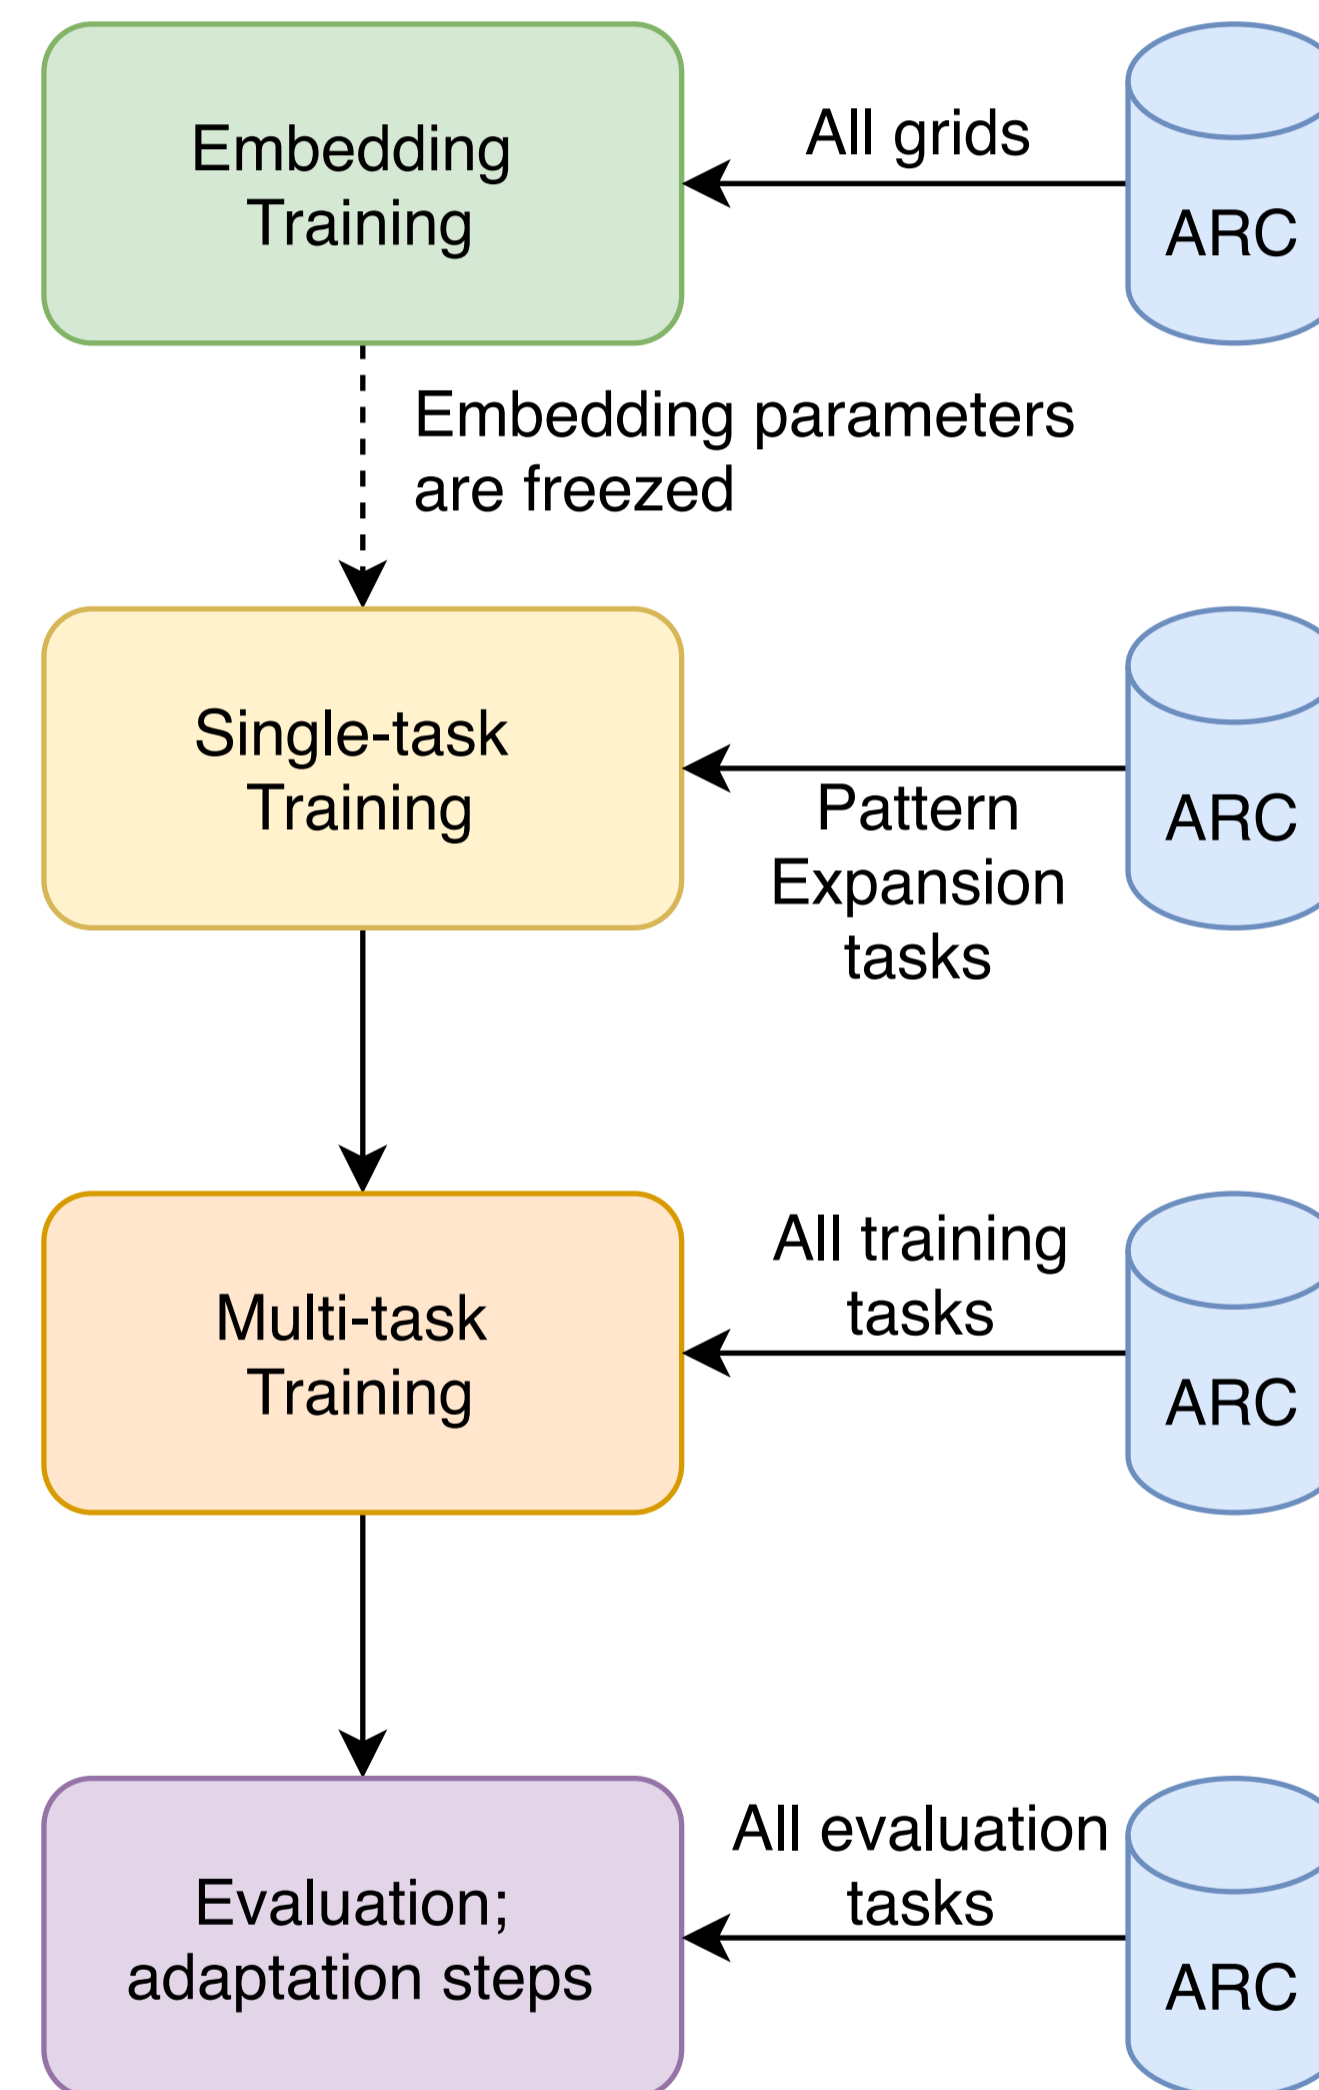 Embedding
Training
All grids
ARC
Embedding parameters
are freezed
Single-task
Training
Pattern
Expansion
tasks
ARC
Multi-task
Training
All training
tasks
ARC
Evaluation;
adaptation steps
All evaluation
tasks
ARC